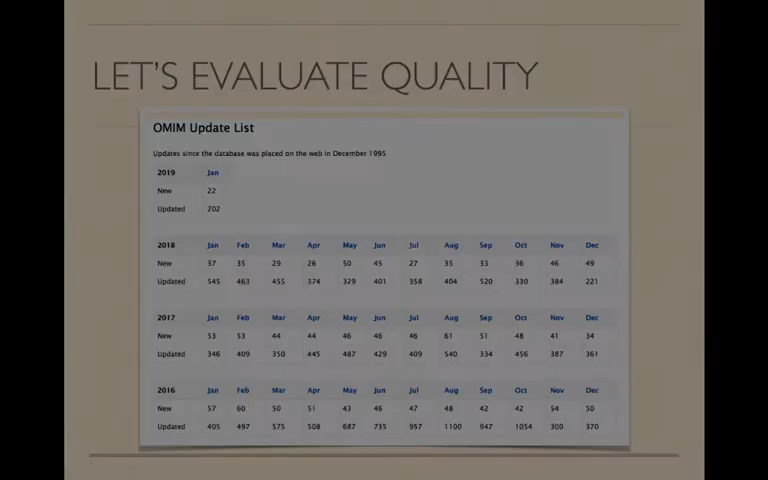 LET'S EVALUATE QUALITY
OMIM Update List
Updates since the database was placed on the web in December 1995
2019 Jan
New 22
Updated 202
2018 Jan Feb Mar Apr May Jun Jul Aug Sep Oct Nov Dec
New 37 35 29 26 50 45 27 35 33 36 46 49
Updated 545 463 455 374 329 401 358 404 520 330 384 221
2017 Jan Feb Mar Apr May Jun Jul Aug Sep Oct Nov Dec
New 53 53 44 44 46 46 46 61 51 48 41 34
Updated 346 409 350 445 487 429 409 540 334 456 387 361
2016 Jan Feb Mar Apr May Jun Jul Aug Sep Oct Nov Dec
New 57 60 50 51 43 46 47 48 42 42 54 50
Updated 405 497 575 508 687 735 957 1100 947 1054 300 370